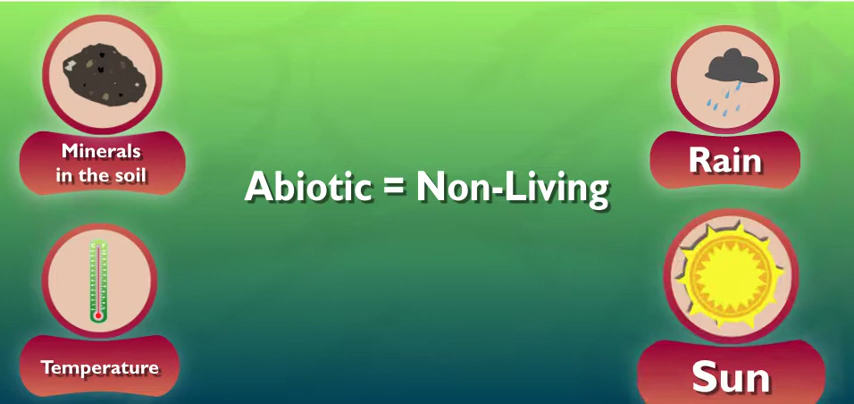 Minerals
in the soil
Rain
Abiotic = Non-Living
Temperature
Sun